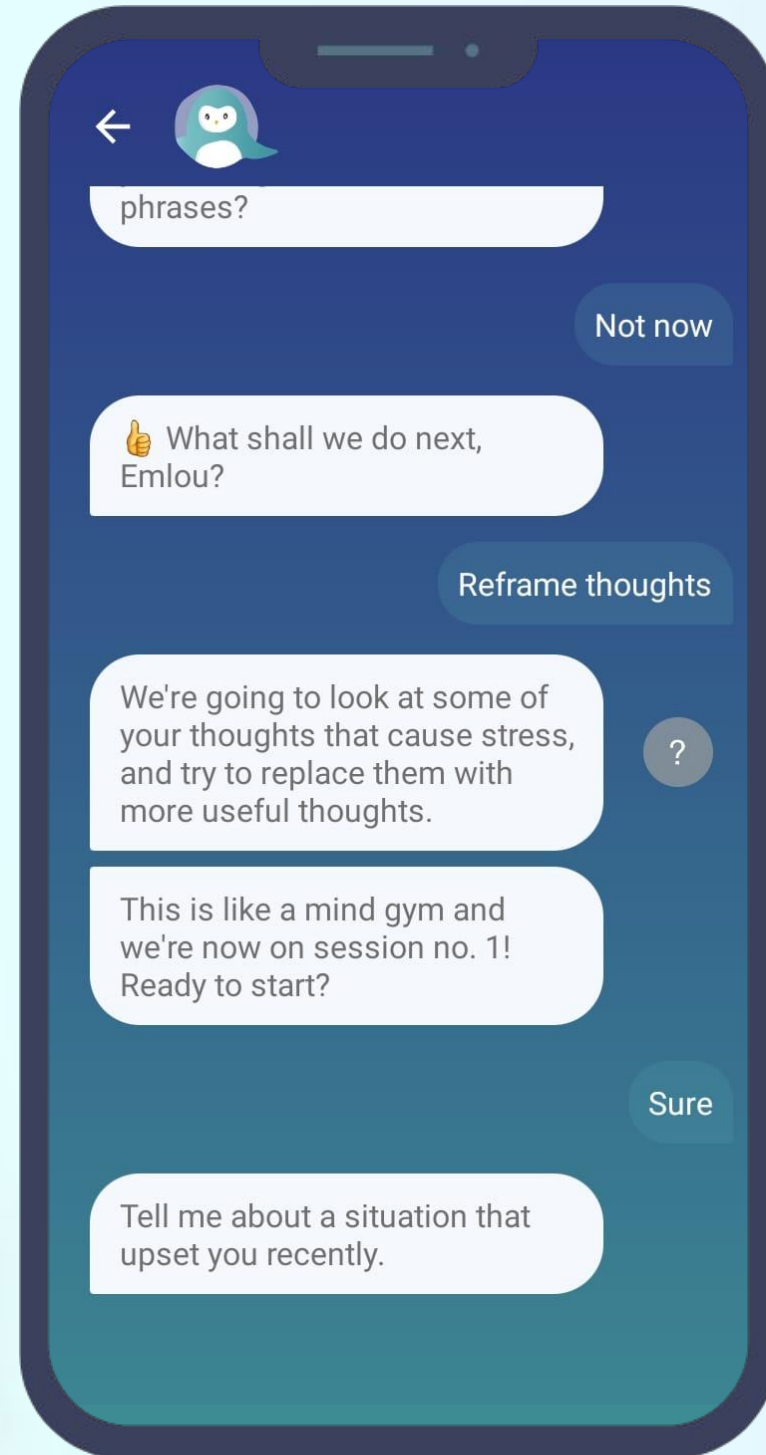 phrases?
Not now
👍 What shall we do next,
Emlou?
Reframe thoughts
We're going to look at some of
your thoughts that cause stress,
and try to replace them with
more useful thoughts.
?
This is like a mind gym and
we're now on session no. 1!
Ready to start?
Sure
Tell me about a situation that
upset you recently.